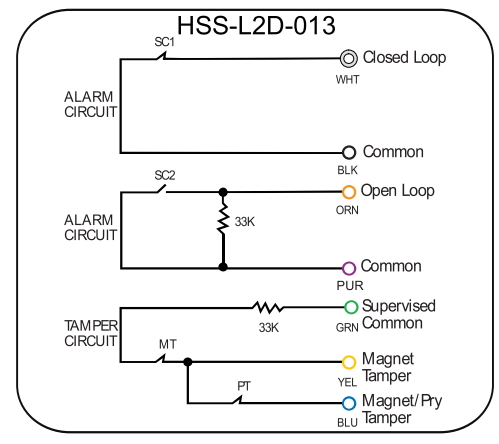 HSS-L2D-013
SC1
Closed Loop
WHT
ALARM
CIRCUIT
Common
BLK
SC2
Open Loop
ORN
ALARM
CIRCUIT
33K
Common
PUR
Supervised
Common
GRN
33K
TAMPER
CIRCUIT
MT
Magnet
Tamper
YEL
PT
Magnet/Pry
Tamper
BLU